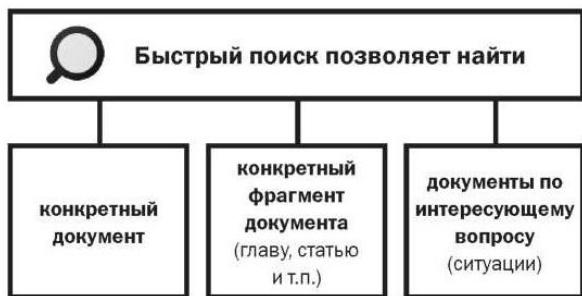 Быстрый поиск позволяет найти
конкретный
документ
конкретный
фрагмент
документа
(главу, статью
и т.п.)
документы по
интересующему
вопросу
(ситуации)